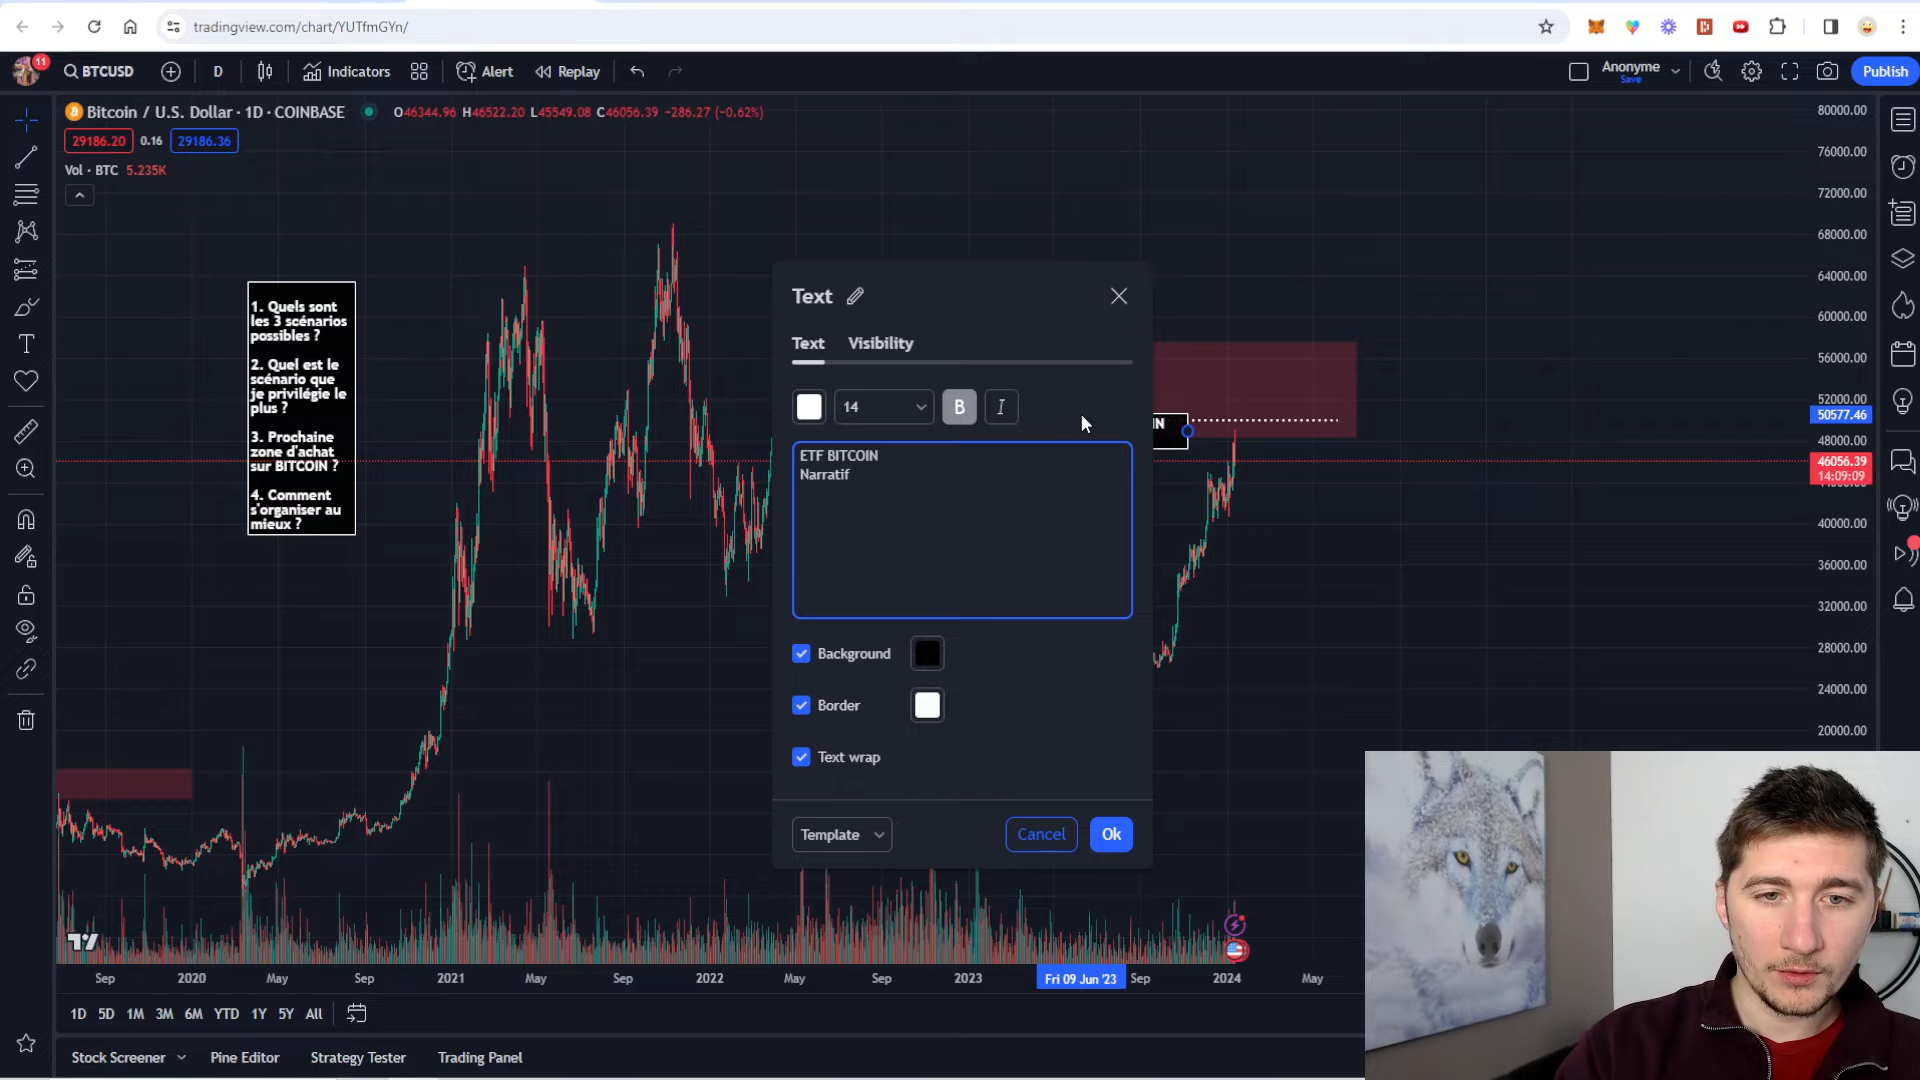 tradingview.com/chart/YUTfmGYn/
11
BTCUSD
D
Indicators
Alert
Replay
Anonyme
Save
Publish
Bitcoin / U.S. Dollar · 1D · COINBASE
O46344.96 H46522.20 L45549.08 C46056.39 −286.27 (−0.62%)
29186.20
0.16
29186.36
Vol · BTC 5.235K
80000.00
76000.00
72000.00
68000.00
64000.00
60000.00
56000.00
52000.00
50577.46
48000.00
46056.39
14:09:09
40000.00
36000.00
32000.00
28000.00
24000.00
20000.00
1. Quels sont
les 3 scénarios
possibles ?
2. Quel est le
scénario que
je privilégie le
plus ?
3. Prochaine
zone d'achat
sur BITCOIN ?
4. Comment
s'organiser au
mieux ?
Text
Text
Visibility
14
B
I
ETF BITCOIN
Narratif
IN
Background
Border
Text wrap
Template
Cancel
Ok
Sep
2020
May
Sep
2021
May
Sep
2022
May
Sep
2023
Fri 09 Jun '23
Sep
2024
May
1D
5D
1M
3M
6M
YTD
1Y
5Y
All
Stock Screener
Pine Editor
Strategy Tester
Trading Panel